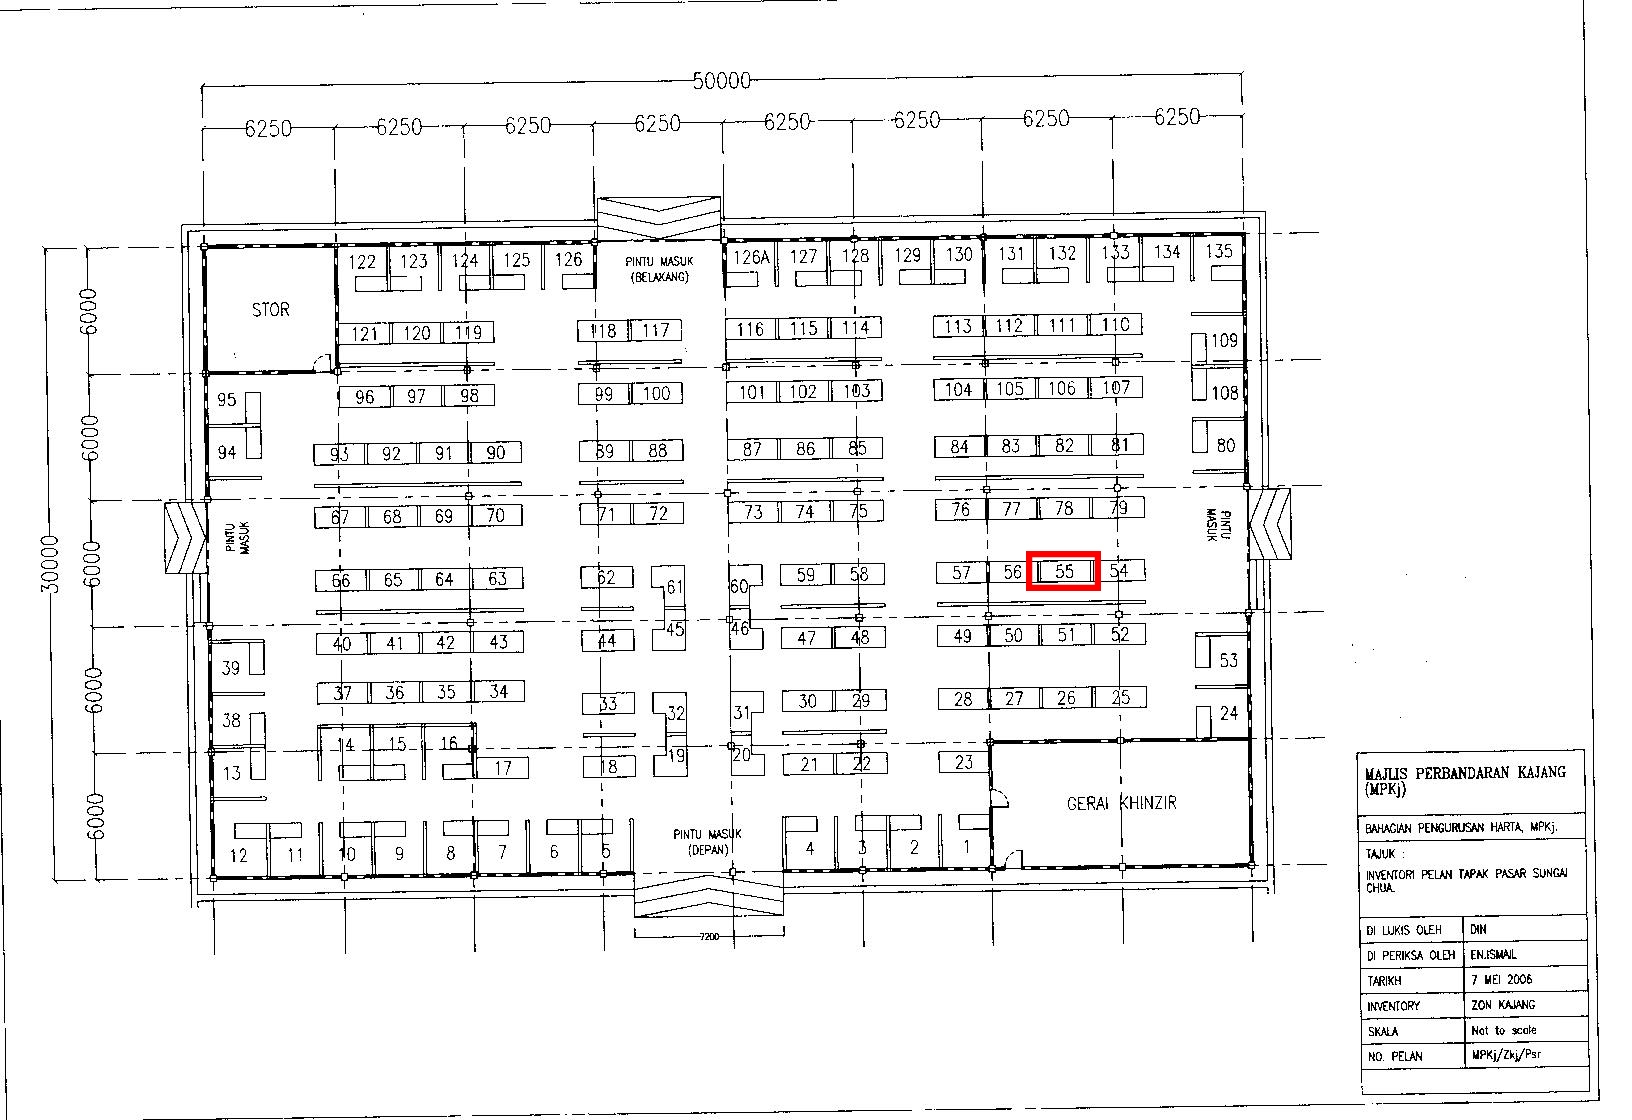 50000
6250 6250 6250 6250 6250 6250 6250 6250
122 123 124 125 126 PINTU MASUK (BELAKANG) 126A 127 128 129 130 131 132 133 134 135
6000
STOR
121 120 119 118 117 116 115 114 113 112 111 110
109
95 96 97 98 99 100 101 102 103 104 105 106 107 108
6000
94 93 92 91 90 89 88 87 86 85 84 83 82 81 80
67 68 69 70 71 72 73 74 75 76 77 78 79
PINTU MASUK
PINTU MASUK
30000
6000
66 65 64 63 62 61 60 59 58 57 56 55 54
40 41 42 43 44 45 46 47 48 49 50 51 52
39 53
6000
37 36 35 34 33 32 31 30 29 28 27 26 25
38 24
14 15 16
13 17 18 19 20 21 22 23
6000
GERAI KHINZIR
PINTU MASUK
(DEPAN)
12 11 10 9 8 7 6 5 4 3 2 1
7200
MAJLIS PERBANDARAN KAJANG
(MPKj)
BAHAGIAN PENGURUSAN HARTA, MPKj.
TAJUK :
INVENTORI PELAN TAPAK PASAR SUNGAI
CHUA.
DI LUKIS OLEH DIN
DI PERIKSA OLEH EN.ISMAIL
TARIKH 7 MEI 2006
INVENTORY ZON KAJANG
SKALA Not to scale
NO. PELAN MPKj/Zkj/Psr